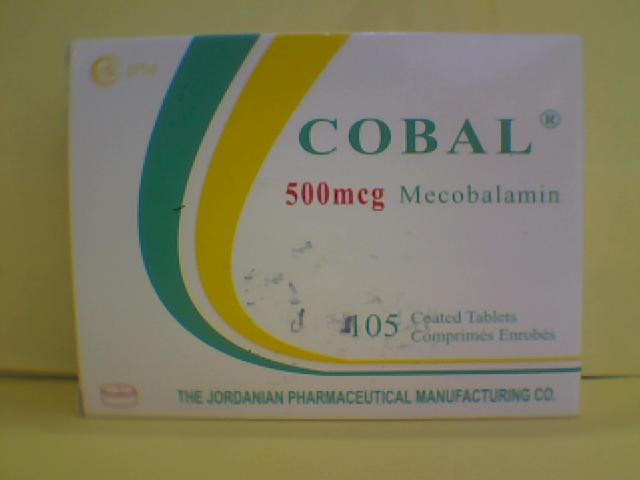 COBAL®
500mcg Mecobalamin
105 Coated Tablets
Comprimés Enrobés
THE JORDANIAN PHARMACEUTICAL MANUFACTURING CO.